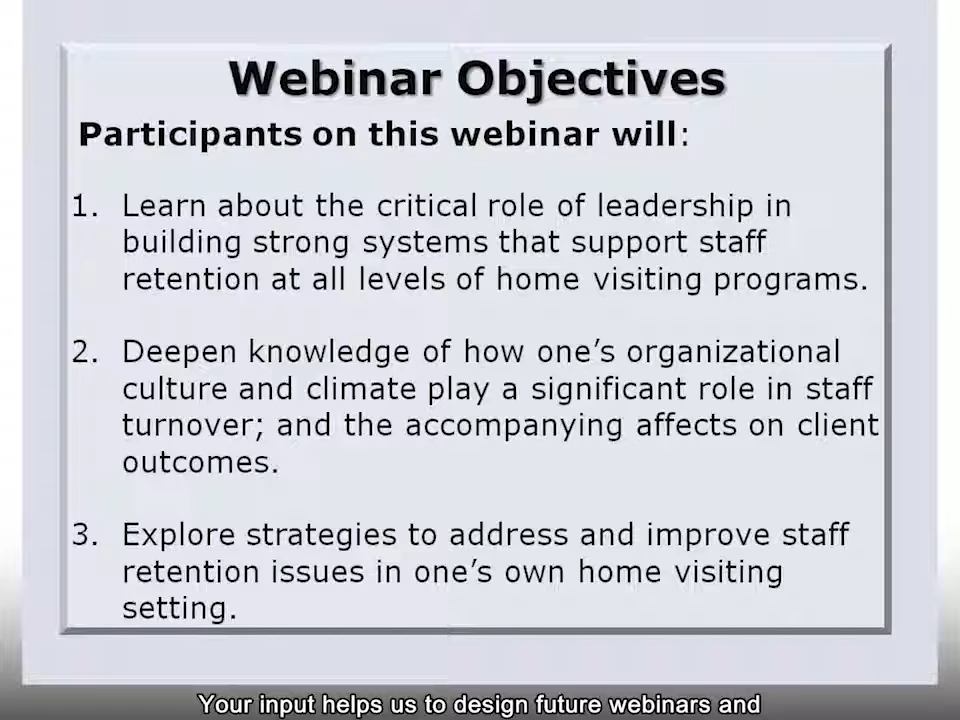 Webinar Objectives
Participants on this webinar will:
1. Learn about the critical role of leadership in
building strong systems that support staff
retention at all levels of home visiting programs.
2. Deepen knowledge of how one’s organizational
culture and climate play a significant role in staff
turnover; and the accompanying affects on client
outcomes.
3. Explore strategies to address and improve staff
retention issues in one’s own home visiting
setting.
Your input helps us to design future webinars and